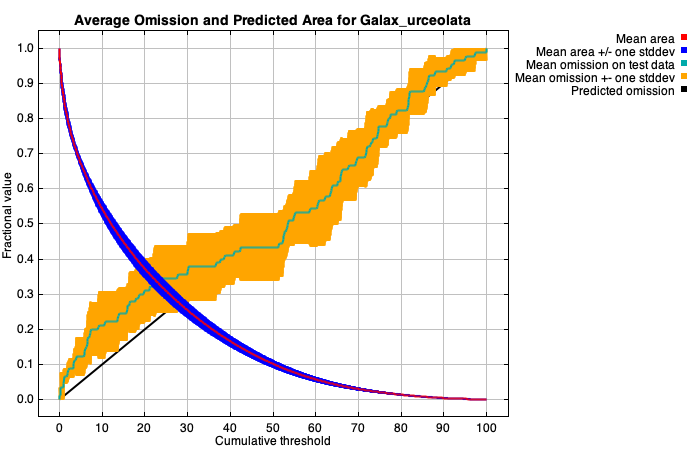 Average Omission and Predicted Area for Galax_urceolata
Mean area
Mean area +/- one stddev
Mean omission on test data
Mean omission +- one stddev
Predicted omission
Fractional value
1.0
0.9
0.8
0.7
0.6
0.5
0.4
0.3
0.2
0.1
0.0
0 10 20 30 40 50 60 70 80 90 100
Cumulative threshold